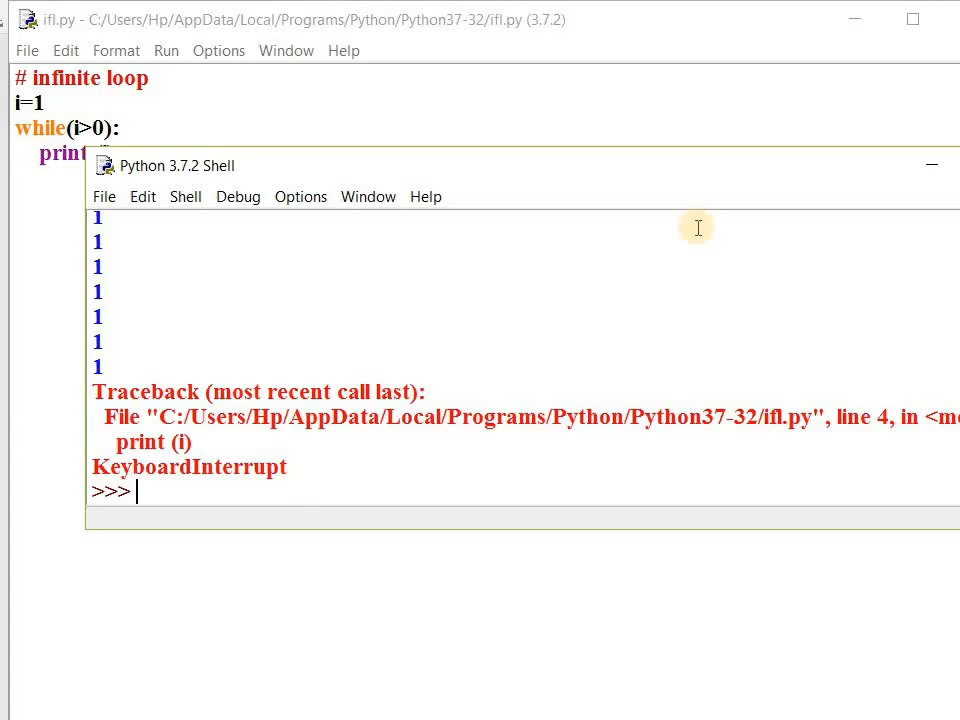 ifl.py - C:/Users/Hp/AppData/Local/Programs/Python/Python37-32/ifl.py (3.7.2)
File Edit Format Run Options Window Help
# infinite loop
i=1
while(i>0):
print
Python 3.7.2 Shell
File Edit Shell Debug Options Window Help
1
1
1
1
1
1
1
Traceback (most recent call last):
File "C:/Users/Hp/AppData/Local/Programs/Python/Python37-32/ifl.py", line 4, in
print (i)
KeyboardInterrupt
>>>